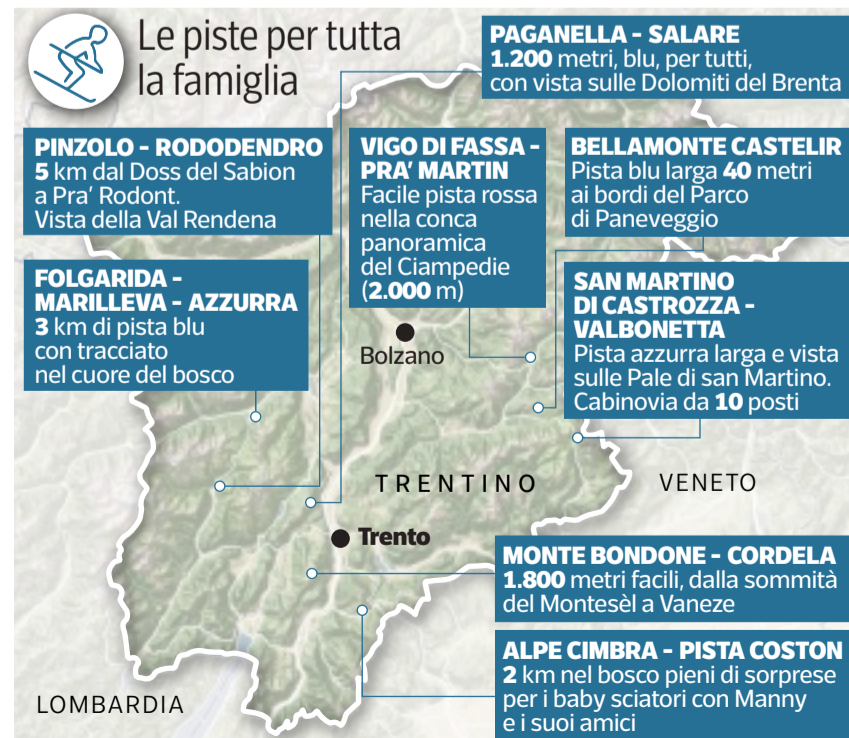 Le piste per tutta
la famiglia
PAGANELLA - SALARE
1.200 metri, blu, per tutti,
con vista sulle Dolomiti del Brenta
PINZOLO - RODODENDRO
5 km dal Doss del Sabion
a Pra' Rodont.
Vista della Val Rendena
VIGO DI FASSA -
PRA' MARTIN
Facile pista rossa
nella conca
panoramica
del Ciampedie
(2.000 m)
BELLAMONTE CASTELIR
Pista blu larga 40 metri
ai bordi del Parco
di Paneveggio
FOLGARIDA -
MARILLEVA - AZZURRA
3 km di pista blu
con tracciato
nel cuore del bosco
SAN MARTINO
DI CASTROZZA -
VALBONETTA
Pista azzurra larga e vista
sulle Pale di san Martino.
Cabinovia da 10 posti
Bolzano
TRENTINO
VENETO
Trento
MONTE BONDONE - CORDELA
1.800 metri facili, dalla sommità
del Montesèl a Vaneze
ALPE CIMBRA - PISTA COSTON
2 km nel bosco pieni di sorprese
per i baby sciatori con Manny
e i suoi amici
LOMBARDIA